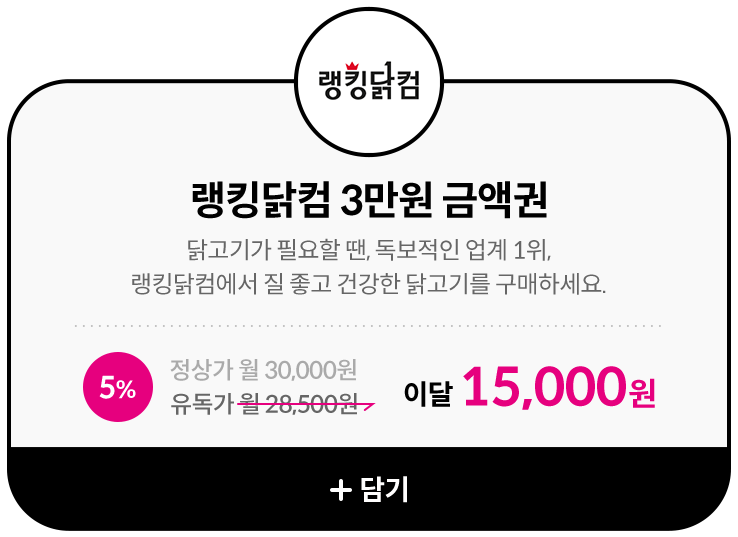 랭킹닭컴
랭킹닭컴 3만원 금액권
닭고기가 필요할 땐, 독보적인 업계 1위,
랭킹닭컴에서 질 좋고 건강한 닭고기를 구매하세요.
5%
정상가 월 30,000원
유독가 월 28,500원
이달 15,000원
+ 담기